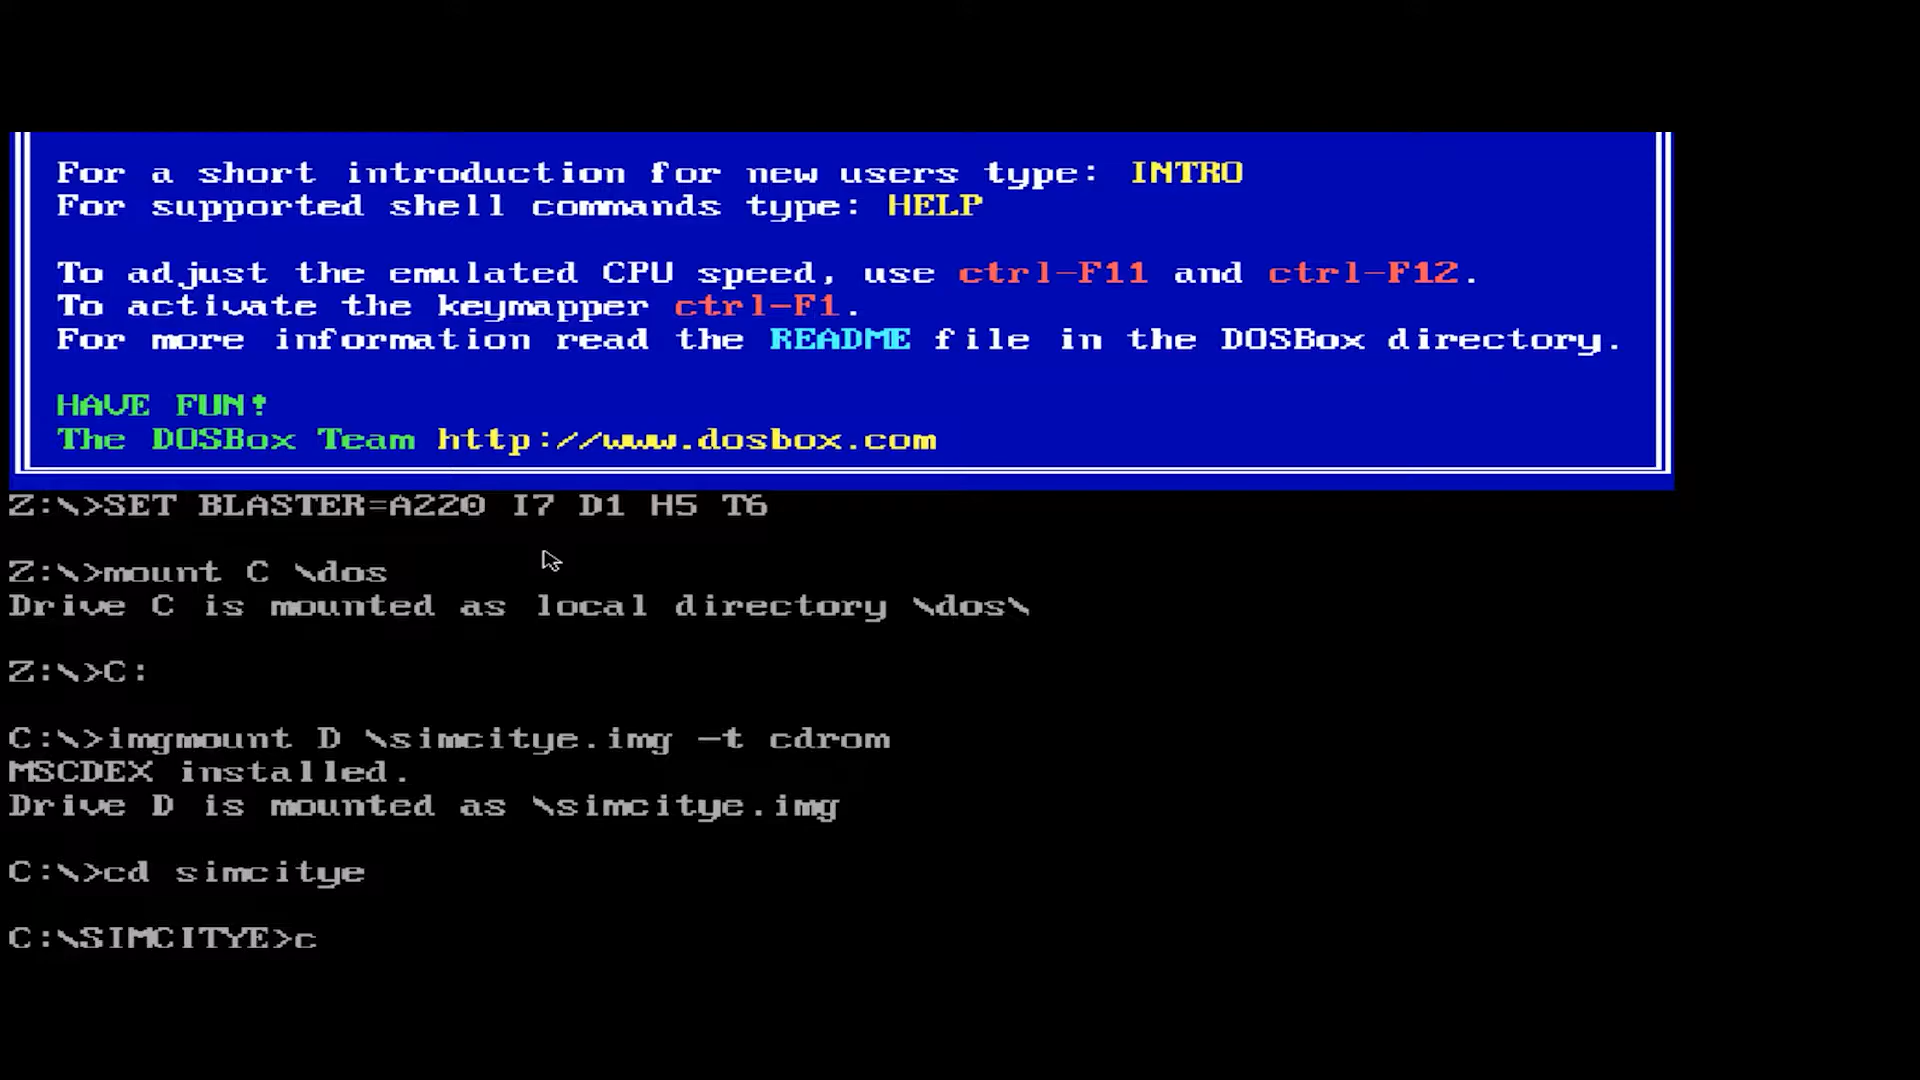 For a short introduction for new users type: INTRO
For supported shell commands type: HELP
To adjust the emulated CPU speed, use ctrl-F11 and ctrl-F12.
To activate the keymapper ctrl-F1.
For more information read the README file in the DOSBox directory.
HAVE FUN!
The DOSBox Team http://www.dosbox.com
Z:\>SET BLASTER=A220 I7 D1 H5 T6
Z:\>mount C \dos
Drive C is mounted as local directory \dos\
Z:\>C:
C:\>imgmount D \simcitye.img -t cdrom
MSCDEX installed.
Drive D is mounted as \simcitye.img
C:\>cd simcitye
C:\SIMCITYE>c